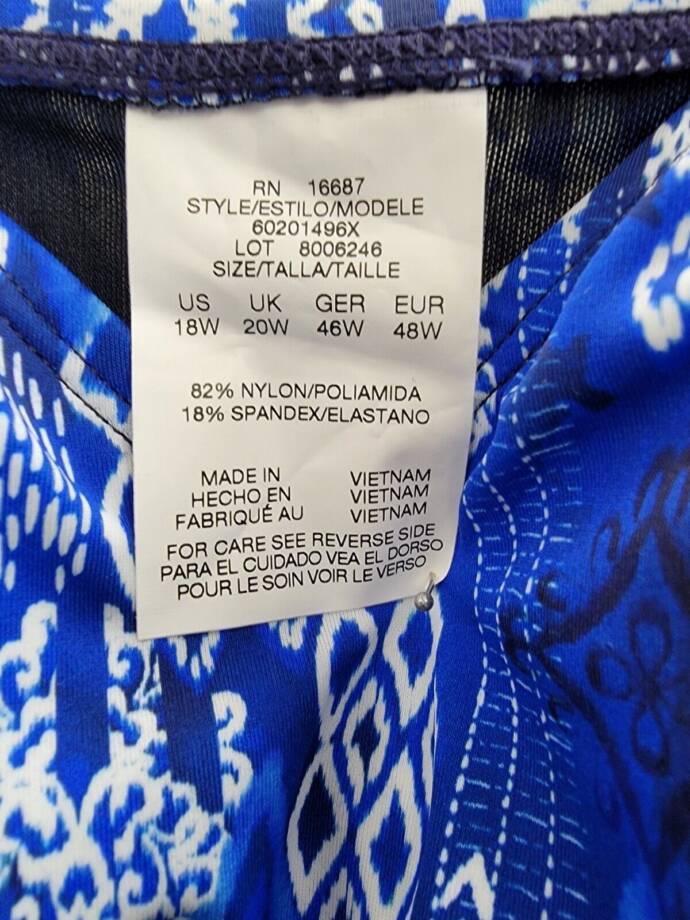 RN 16687
STYLE/ESTILO/MODELE
60201496X
LOT 8006246
SIZE/TALLA/TAILLE
US UK GER EUR
18W 20W 46W 48W
82% NYLON/POLIAMIDA
18% SPANDEX/ELASTANO
MADE IN VIETNAM
HECHO EN VIETNAM
FABRIQUÉ AU VIETNAM
FOR CARE SEE REVERSE SIDE
PARA EL CUIDADO VEA EL DORSO
POUR LE SOIN VOIR LE VERSO